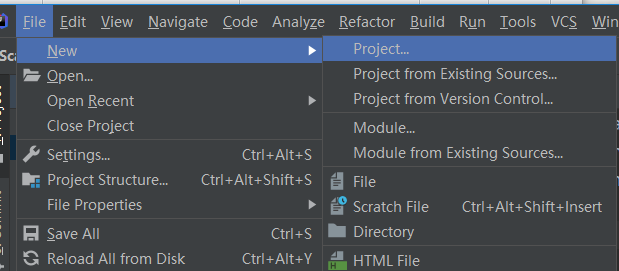 File Edit View Navigate Code Analyze Refactor Build Run Tools VCS Win
Sca
New
Open...
Open Recent
Close Project
Settings... Ctrl+Alt+S
Project Structure... Ctrl+Alt+Shift+S
File Properties
Save All Ctrl+S
Reload All from Disk Ctrl+Alt+Y
Project...
Project from Existing Sources...
Project from Version Control...
Module...
Module from Existing Sources...
File
Scratch File Ctrl+Alt+Shift+Insert
Directory
HTML File